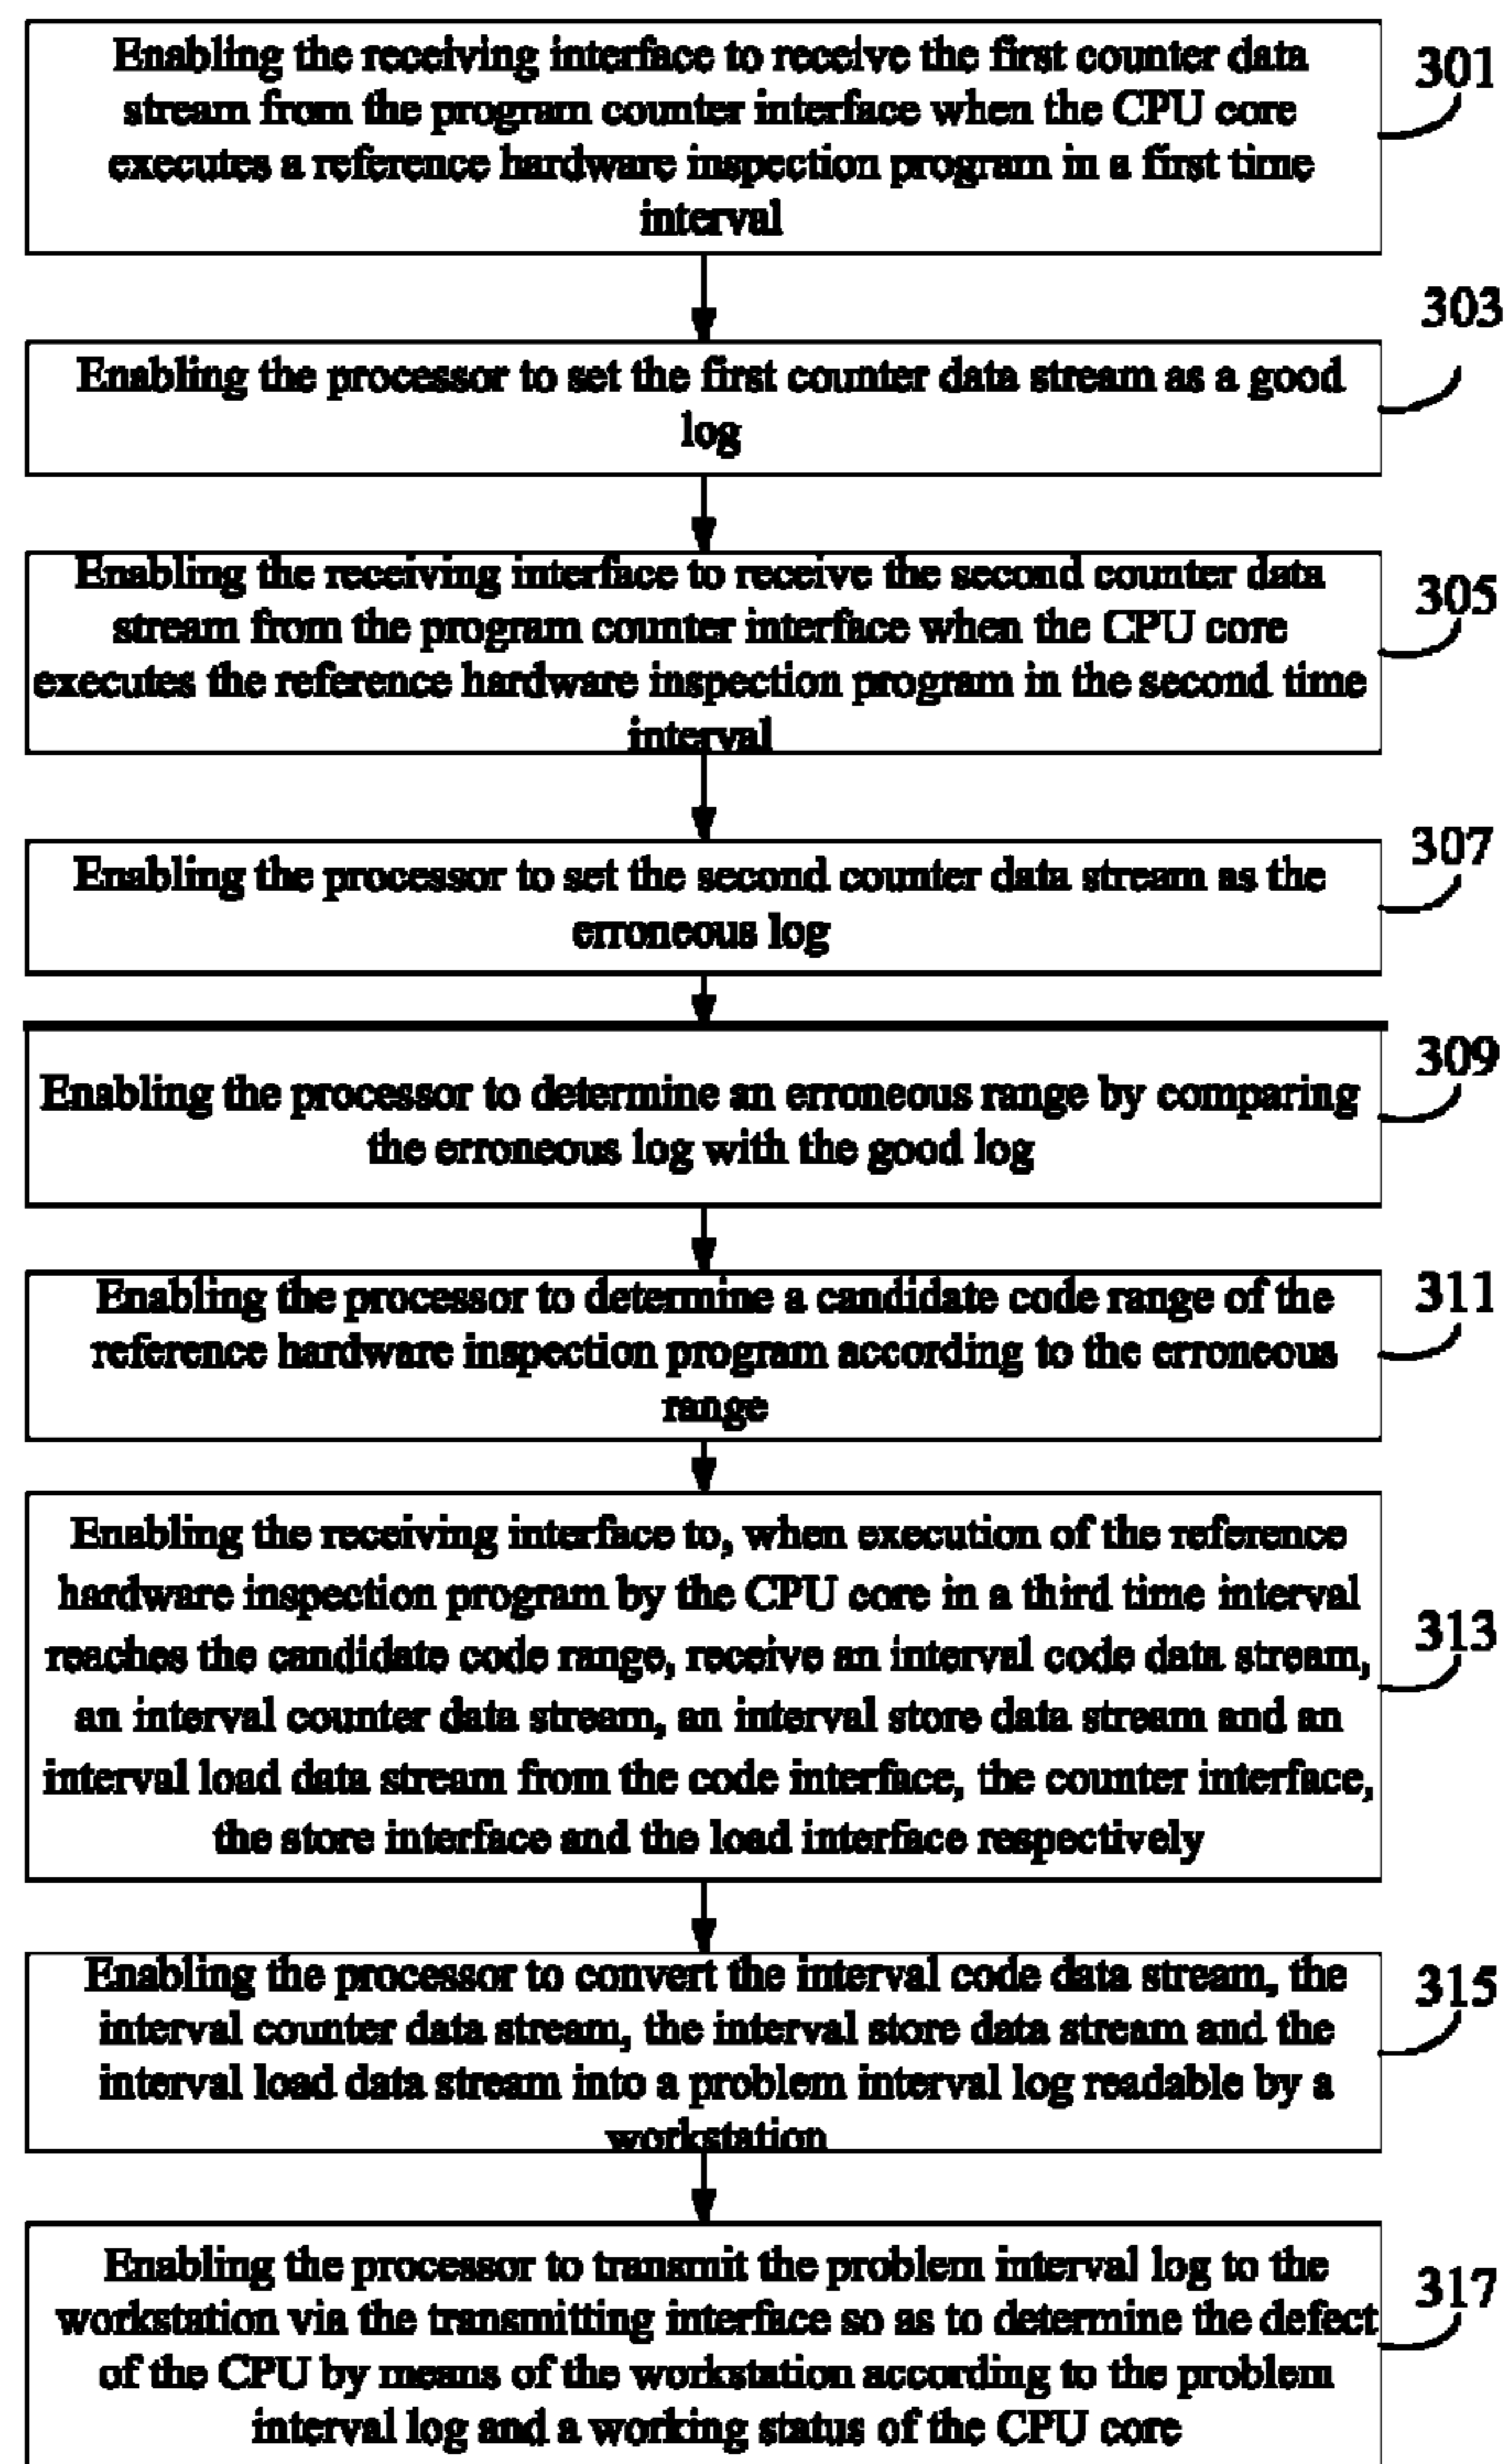 Enabling the receiving interface to receive the first counter data
stream from the program counter interface when the CPU core
executes a reference hardware inspection program in a first time
interval
301
303
Enabling the processor to set the first counter data stream as a good
log
Enabling the receiving interface to receive the second counter data
stream from the program counter interface when the CPU core
executes the reference hardware inspection program in the second time
interval
305
Enabling the processor to set the second counter data stream as the
erroneous log
307
Enabling the processor to determine an erroneous range by comparing
the erroneous log with the good log
309
Enabling the processor to determine a candidate code range of the
reference hardware inspection program according to the erroneous
range
311
Enabling the receiving interface to, when execution of the reference
hardware inspection program by the CPU core in a third time interval
reaches the candidate code range, receive an interval code data stream,
an interval counter data stream, an interval store data stream and an
interval load data stream from the code interface, the counter interface,
the store interface and the load interface respectively
313
Enabling the processor to convert the interval code data stream, the
interval counter data stream, the interval store data stream and the
interval load data stream into a problem interval log readable by a
workstation
315
Enabling the processor to transmit the problem interval log to the
workstation via the transmitting interface so as to determine the defect
of the CPU by means of the workstation according to the problem
interval log and a working status of the CPU core
317